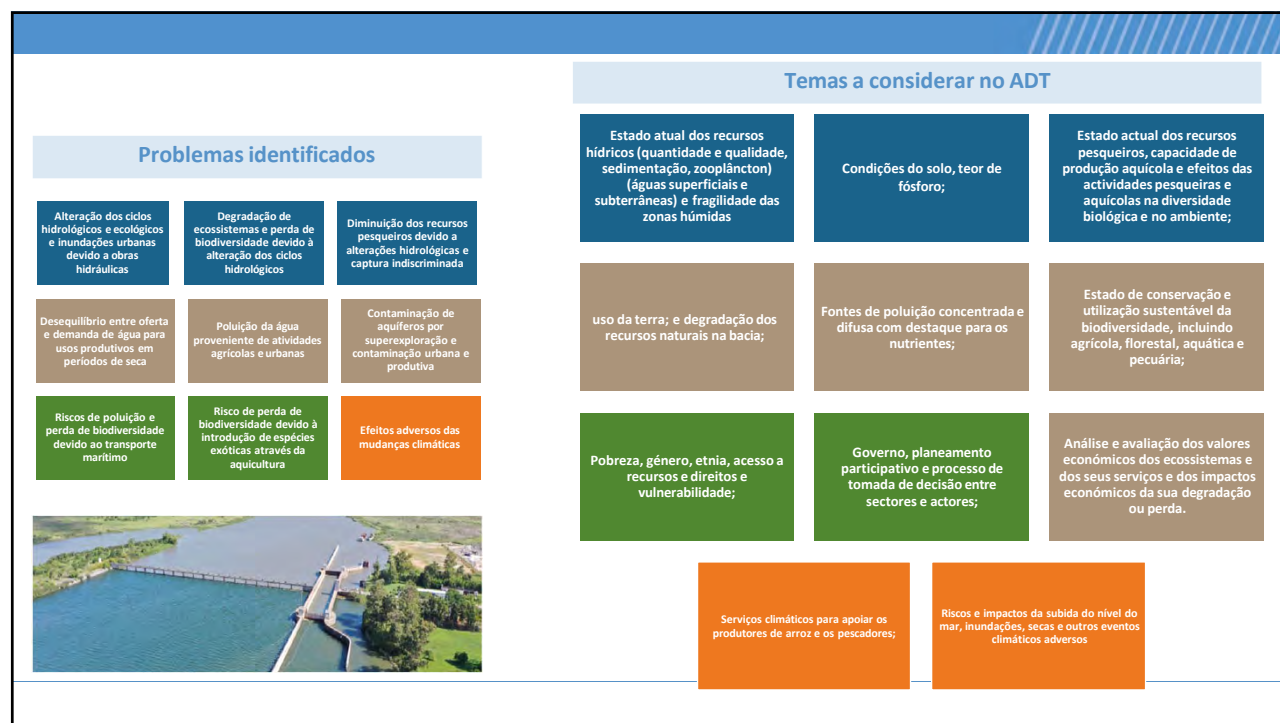 Temas a considerar no ADT
Problemas identificados
Alteração dos ciclos
hidrológicos e ecológicos
e inundações urbanas
devido a obras
hidráulicas
Degradação de
ecossistemas e perda de
biodiversidade devido à
alteração dos ciclos
hidrológicos
Diminuição dos recursos
pesqueiros devido a
alterações hidrológicas e
captura indiscriminada
Desequilíbrio entre oferta
e demanda de água para
usos produtivos em
períodos de seca
Poluição da água
proveniente de atividades
agrícolas e urbanas
Contaminação de
aquíferos por
superexploração e
contaminação urbana e
produtiva
Riscos de poluição e
perda de biodiversidade
devido ao transporte
marítimo
Risco de perda de
biodiversidade devido à
introdução de espécies
exóticas através da
aquicultura
Efeitos adversos das
mudanças climáticas
Estado atual dos recursos
hídricos (quantidade e qualidade,
sedimentação, zooplâncton)
(águas superficiais e
subterrâneas) e fragilidade das
zonas húmidas
Condições do solo, teor de
fósforo;
Estado actual dos recursos
pesqueiros, capacidade de
produção aquícola e efeitos das
actividades pesqueiras e
aquícolas na diversidade
biológica e no ambiente;
uso da terra; e degradação dos
recursos naturais na bacia;
Fontes de poluição concentrada e
difusa com destaque para os
nutrientes;
Estado de conservação e
utilização sustentável da
biodiversidade, incluindo
agrícola, florestal, aquática e
pecuária;
Pobreza, género, etnia, acesso a
recursos e direitos e
vulnerabilidade;
Governo, planeamento
participativo e processo de
tomada de decisão entre
sectores e actores;
Análise e avaliação dos valores
económicos dos ecossistemas e
dos seus serviços e dos impactos
económicos da sua degradação
ou perda.
Serviços climáticos para apoiar os
produtores de arroz e os pescadores;
Riscos e impactos da subida do nível do
mar, inundações, secas e outros eventos
climáticos adversos